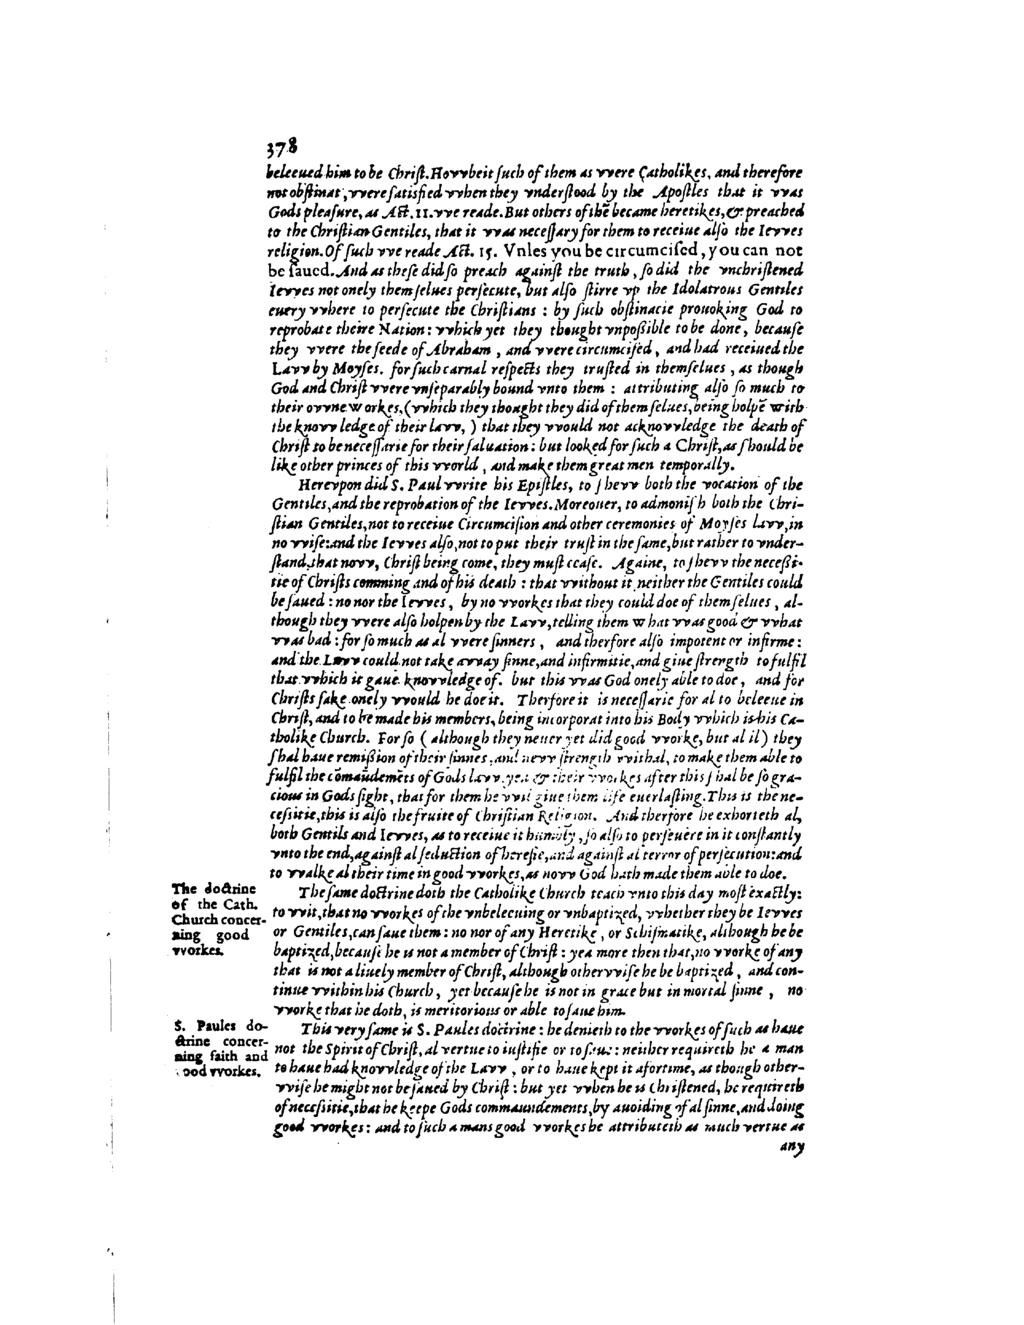 378
beleeued him to be Christ. Hovvbeit such of them as vvere Catholikes, and therefore
not obstinat, vvere satisfied vvhen they vnderstood by the Apostles that it vvas
Gods pleasure, as Act. 11. vve reade. But others of thẽ became heretikes, & preached
to the Christian Gentiles, that it vvas necessary for them to receiue also the Ievves
religion. Of such vve reade Act. 15. Vnles you be circumcised, you can not
be saued. And as these did so preach against the truth, so did the vnchristened
Ievves not onely them selues persecute, but also stirre vp the Idolatrous Gentiles
euery vvhere to persecute the Christians: by such obstinacie prouoking God to
reprobate theire Nation: vvhich yet they thought vnpossible to be done, because
they vvere the seede of Abraham, and vvere circumcised, and had receiued the
Lavv by Moyses. for such carnal respects they trusted in themselues, as though
God and Christ vvere vnseparably bound vnto them: attributing also so much to
their ovvne workes, (vvhich they thought they did of them selues, being holpẽ with
the knovvledge of their lavv,) that they vvould not acknovvledge the death of
Christ to be necessarie for their saluation: but looked for such a Christ, as should be
like other princes of this vvorld, and make them great men temporally.
Herevpon did S. Paul vvrite his Epistles, to shevv both the vocation of the
Gentiles, and the reprobation of the Ievves. Moreouer, to admonish both the Chri-
stian Gentiles, not to receiue Circumcision and other ceremonies of Moyses lavv, in
no vvise: and the Ievves also, not to put their trust in the same, but rather to vnder-
stand, that novv, Christ being come, they must cease. Againe, to shevv the necessi-
tie of Christs comming and of his death: that vvithout it neither the Gentiles could
be saued: no nor the Ievves, by no vvorkes that they could doe of them selues, al-
though they vvere also holpen by the Lavv, telling them what vvas good & vvhat
vvas bad: for so much as al vvere sinners, and therfore also impotent or infirme:
and the Lavv could not take avvay sinne, and infirmitie, and giue strength to fulfil
that vvhich it gaue knovvledge of. but this vvas God onely able to doe, and for
Christs sake onely vvould he doe it. Therfore it is necessarie for al to beleeue in
Christ, and to be made his members, being incorporat into his Body vvhich is his Ca-
tholike Church. For so (although they neuer yet did good vvorke, but al il) they
shal haue remission of their sinnes, and nevv strength vvithal, to make them able to
fulfil the cõmaũdemẽts of Gods lavv, yea & their vvorkes after this shal be so gra-
cious in Gods sight, that for them he vvil giue them life euerlasting. This is the ne-
cessitie, this is also the fruite of Christian Religion. And therfore he exhorteth al,
both Gentils and Ievves, as to receiue it humbly, so also to perseuere in it constantly
vnto the end, against al seduction of heresie, and against al terror of persecution: and
to vvalke al their time in good vvorkes, as novv God hath made them able to doe.
The doctrine
of the Cath.
Church concer-
ning good
vvorkes.
The same doctrine doth the Catholike Church teach vnto this day most exactly:
to vvit, that no vvorkes of the vnbeleeuing or vnbaptized, vvhether they be Ievves
or Gentiles, can saue them: no nor of any Heretike, or Schismatike, although he be
baptized, because he is not a member of Christ: yea more then that, no vvorke of any
that is not a liuely member of Christ, although othervvise he be baptized, and con-
tinue vvithin his Church, yet because he is not in grace but in mortal sinne, no
vvorke that he doth, is meritorious or able to saue him.
S. Paules do-
ctrine concer-
ning faith and
ood vvorkes.
This very same is S. Paules doctrine: he denieth to the vvorkes of such as haue
not the Spirit of Christ, al vertue to iustifie or to saue: neither requireth he a man
to haue had knovvledge of the Lavv, or to haue kept it afortime, as though other-
vvise he might not be saued by Christ: but yet vvhen he is Christened, he requireth
of necessitie, that he keepe Gods commaundements, by auoiding of al sinne, and doing
good vvorkes: and to such a mans good vvorkes he attributeth as much vertue as
any